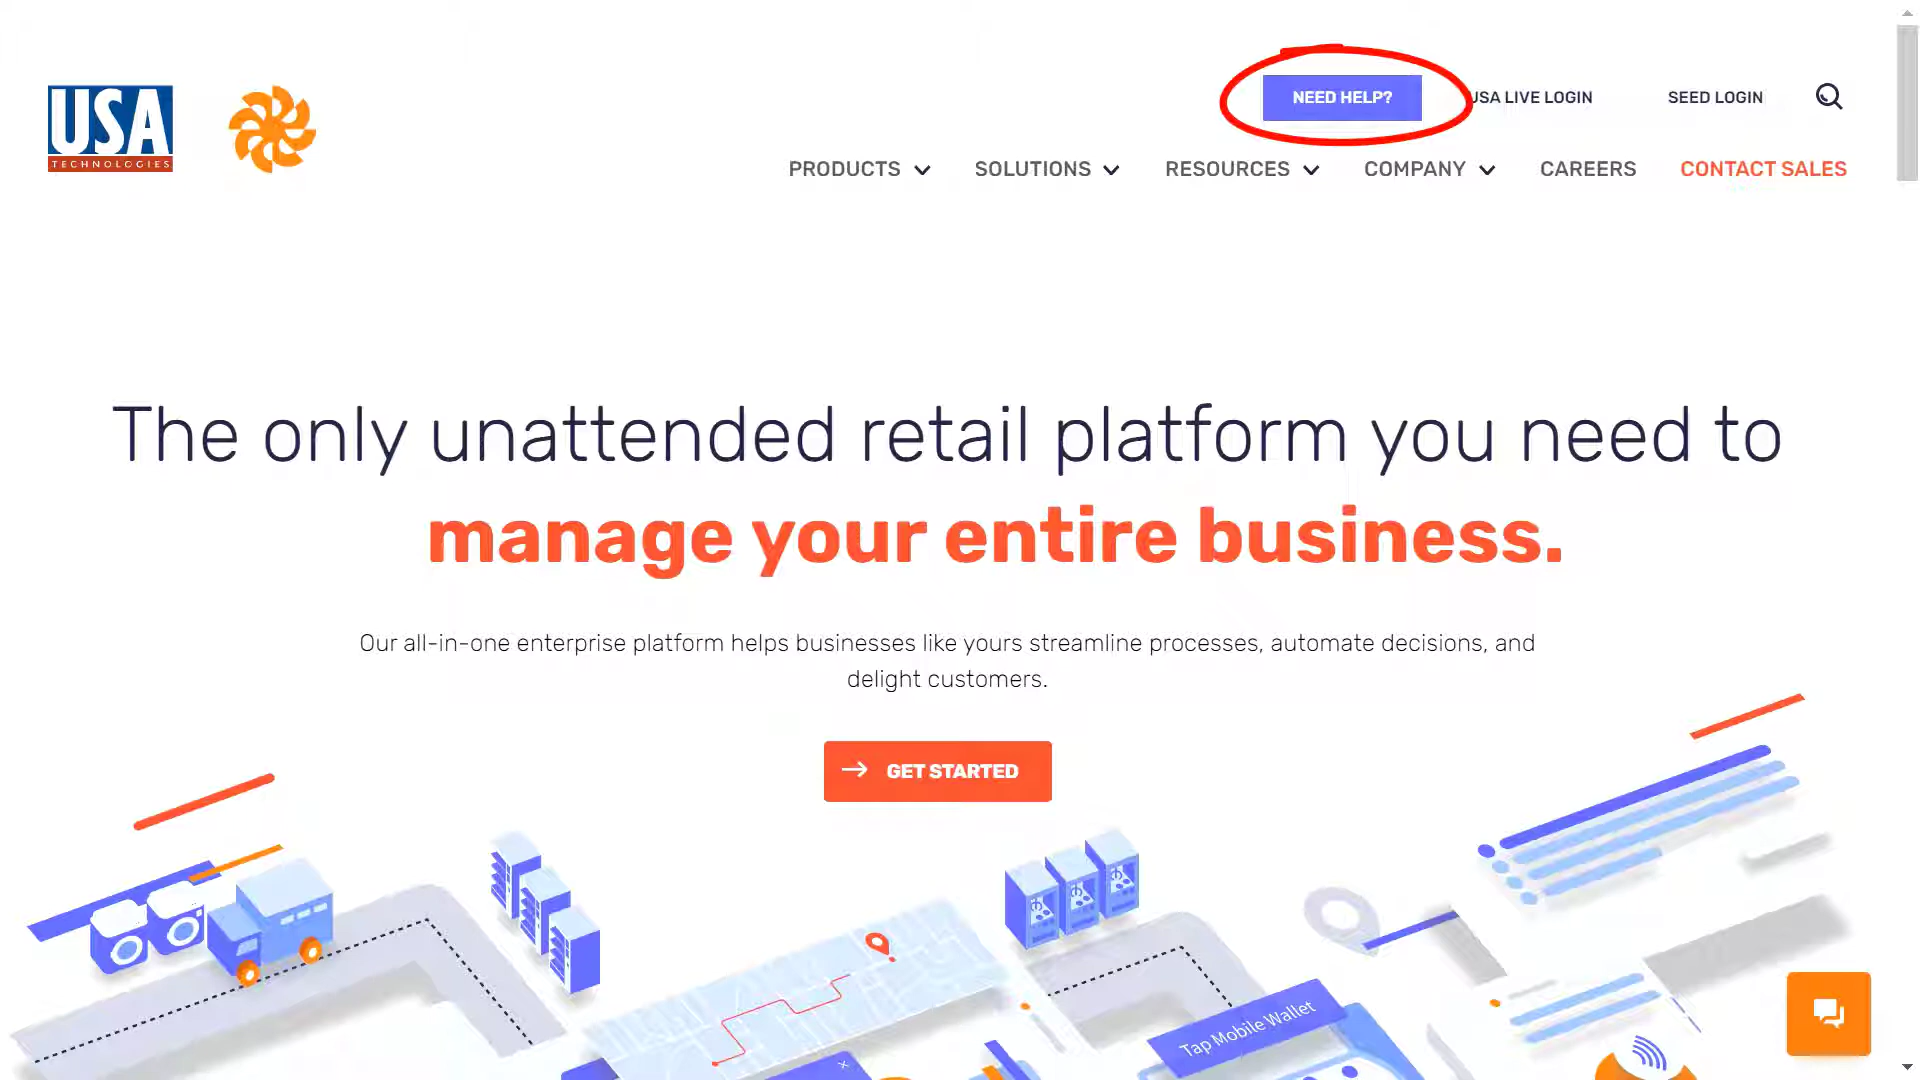 USA
TECHNOLOGIES
NEED HELP?
USA LIVE LOGIN
SEED LOGIN
PRODUCTS
SOLUTIONS
RESOURCES
COMPANY
CAREERS
CONTACT SALES
The only unattended retail platform you need to
manage your entire business.
Our all-in-one enterprise platform helps businesses like yours streamline processes, automate decisions, and
delight customers.
GET STARTED
Tap Mobile Wallet